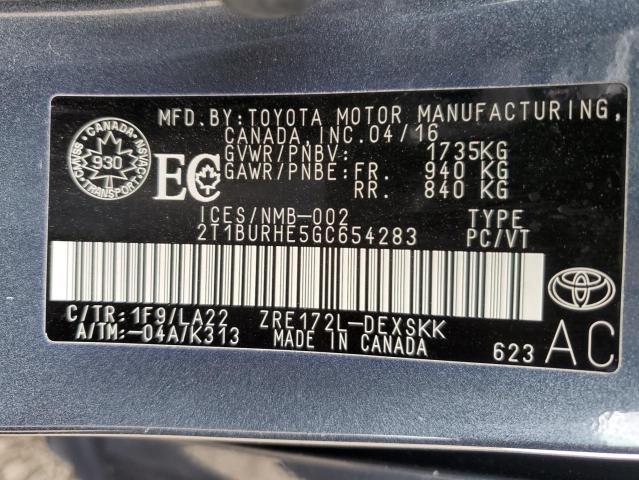 MFD.BY: TOYOTA MOTOR MANUFACTURING,
CANADA, INC. 04/16
GVWR/PNBV: 1735KG
GAWR/PNBE: FR. 940 KG
RR. 840 KG
CANADA
CMVSS 930 NSVAC
TRANSPORT
EC
ICES/NMB-002 TYPE
2T1BURHE5GC654283 PC/VT
C/TR: 1F9/LA22 ZRE172L-DEXSKK
A/TM: -04A/K313 MADE IN CANADA
623 AC